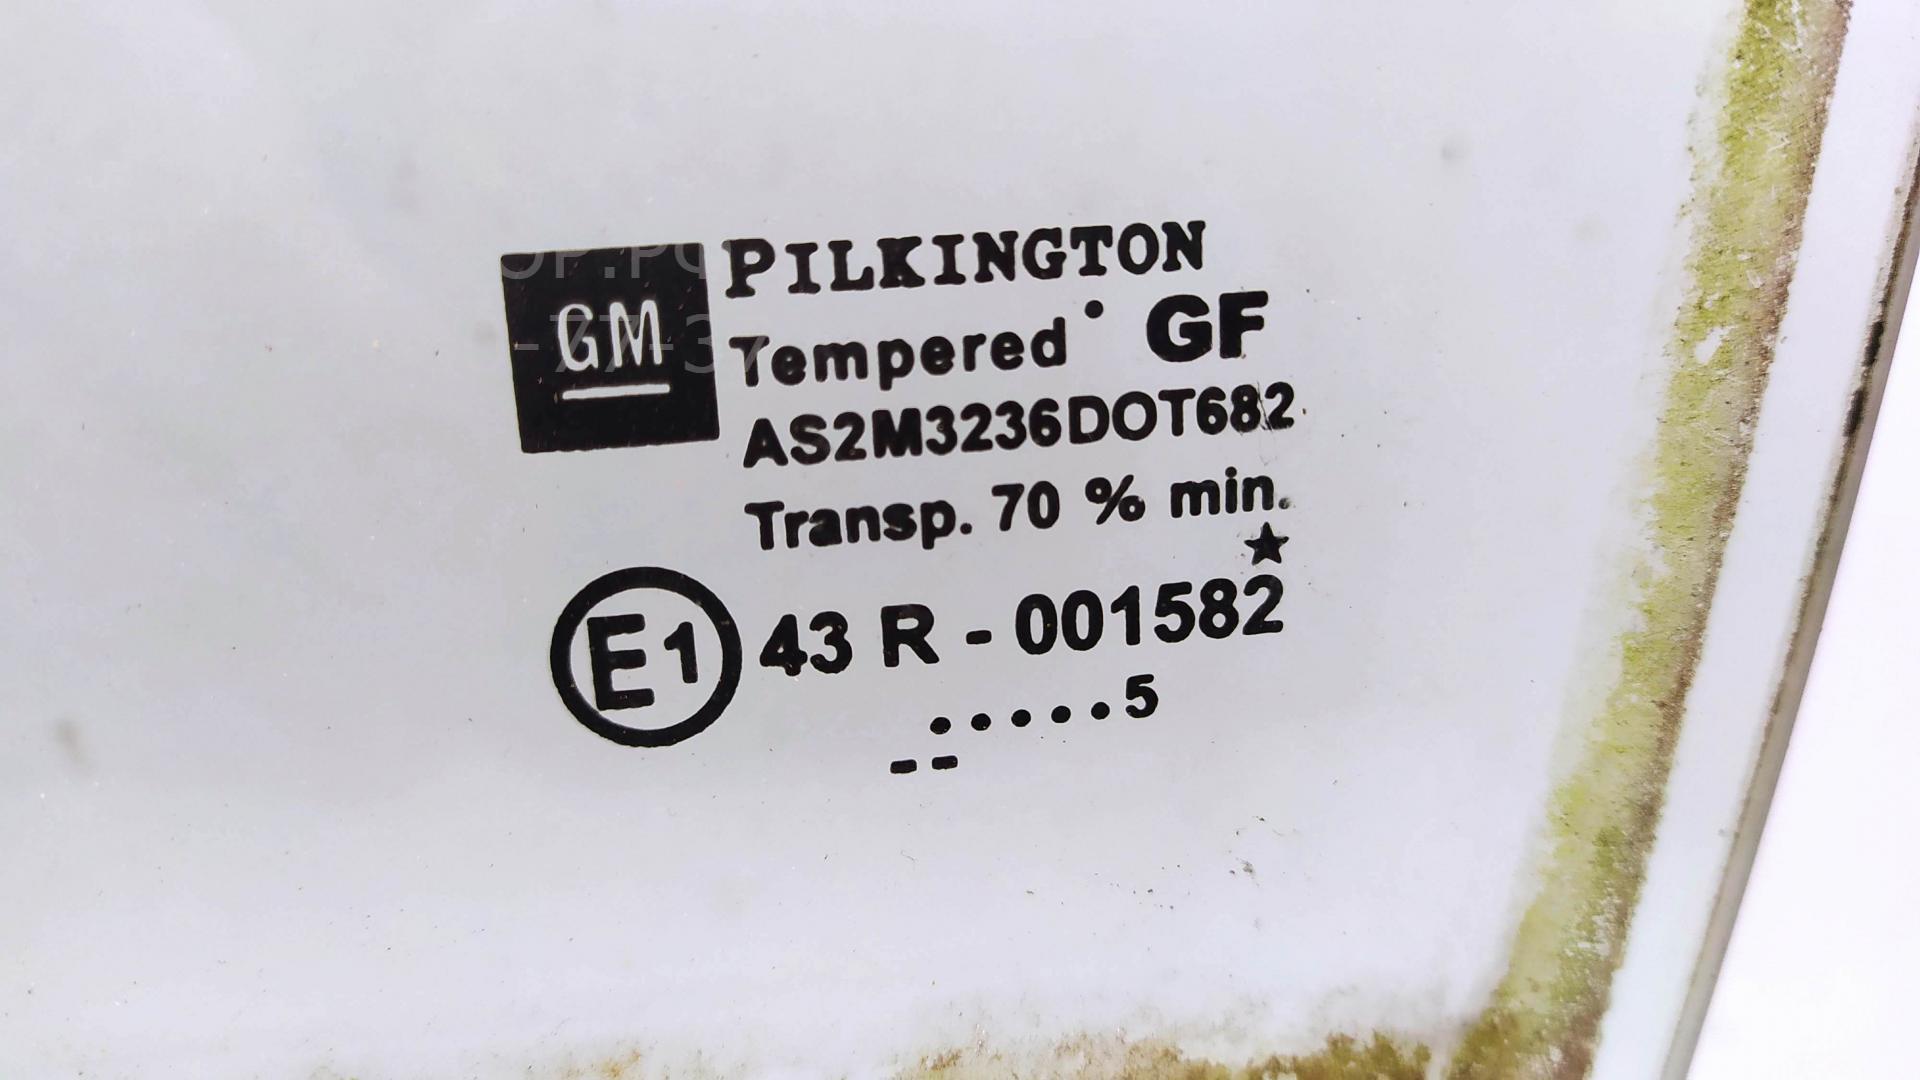 GM
PILKINGTON
Tempered • GF
AS2M3236DOT682
Transp. 70 % min.
★
E1 43 R - 001582
.....5
--